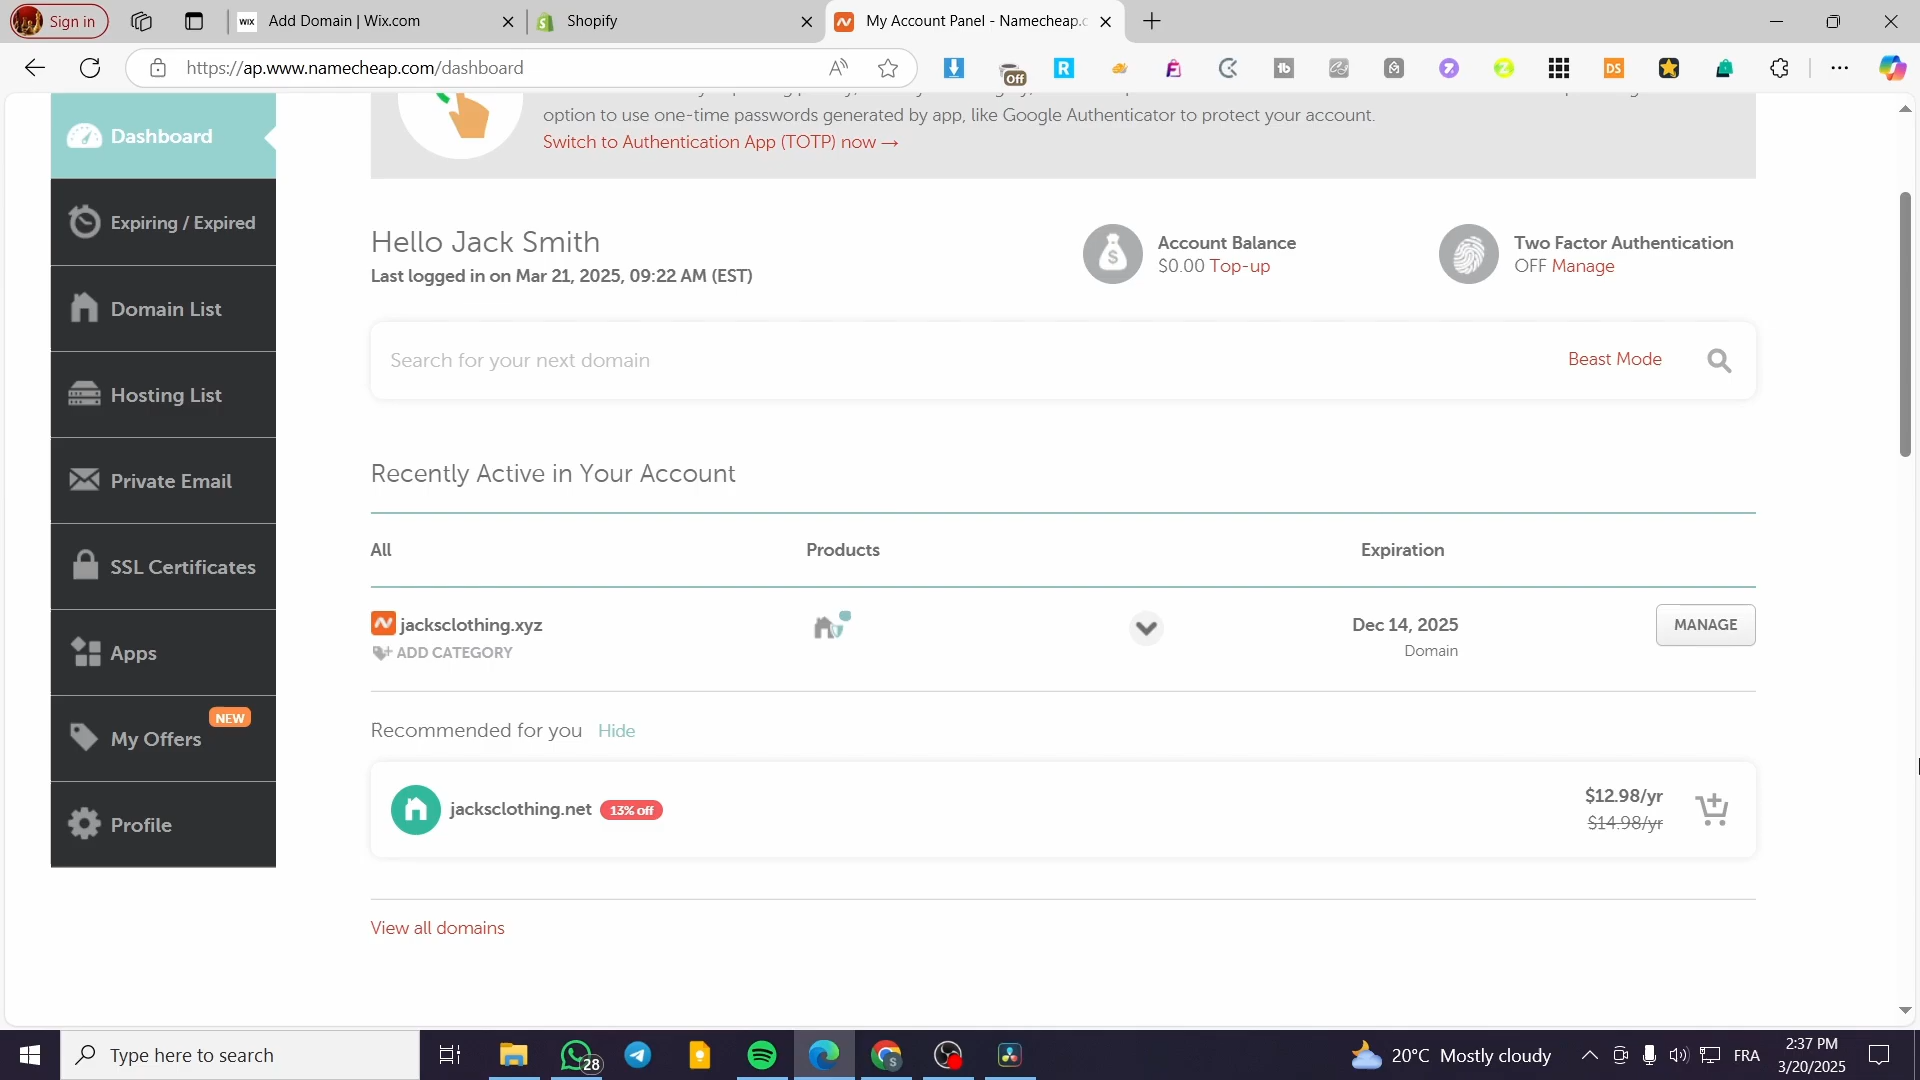 Sign in
WIX Add Domain | Wix.com
Shopify
My Account Panel - Namecheap.c
https://ap.www.namecheap.com/dashboard
Off
R
tb
DS
option to use one-time passwords generated by app, like Google Authenticator to protect your account.
Switch to Authentication App (TOTP) now →
Dashboard
Expiring / Expired
Domain List
Hosting List
Private Email
SSL Certificates
Apps
NEW
My Offers
Profile
Hello Jack Smith
Last logged in on Mar 21, 2025, 09:22 AM (EST)
Account Balance
$0.00 Top-up
Two Factor Authentication
OFF Manage
Search for your next domain
Beast Mode
Recently Active in Your Account
All Products Expiration
jacksclothing.xyz
ADD CATEGORY
Dec 14, 2025
Domain
MANAGE
Recommended for you Hide
jacksclothing.net 13% off
$12.98/yr
$14.98/yr
View all domains
Type here to search
28
20°C Mostly cloudy
FRA
2:37 PM
3/20/2025